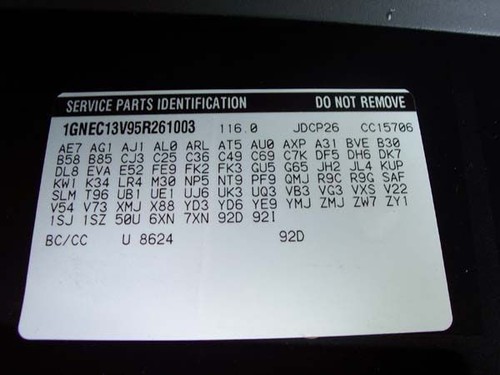 SERVICE PARTS IDENTIFICATION DO NOT REMOVE
1GNEC13V95R261003 116.0 JDCP26 CC15706
AE7 AG1 AJ1 AL0 ARL AT5 AU0 AXP A31 BVE B30
B58 B85 CJ3 C25 C36 C49 C69 C7K DF5 DH6 DK7
DL8 EVA E52 FE9 FK2 FK3 GU5 G65 JH2 JL4 KUP
KW1 K34 LR4 M30 NP5 NT9 PF9 QMJ R9C R9G SAF
SLM T96 UB1 UE1 UJ6 UK3 UQ3 VB3 VG3 VXS V22
V54 V73 XMJ X88 YD3 YD6 YE9 YMJ ZMJ ZW7 ZY1
1SJ 1SZ 50U 6XN 7XN 92D 92I
BC/CC U 8624 92D